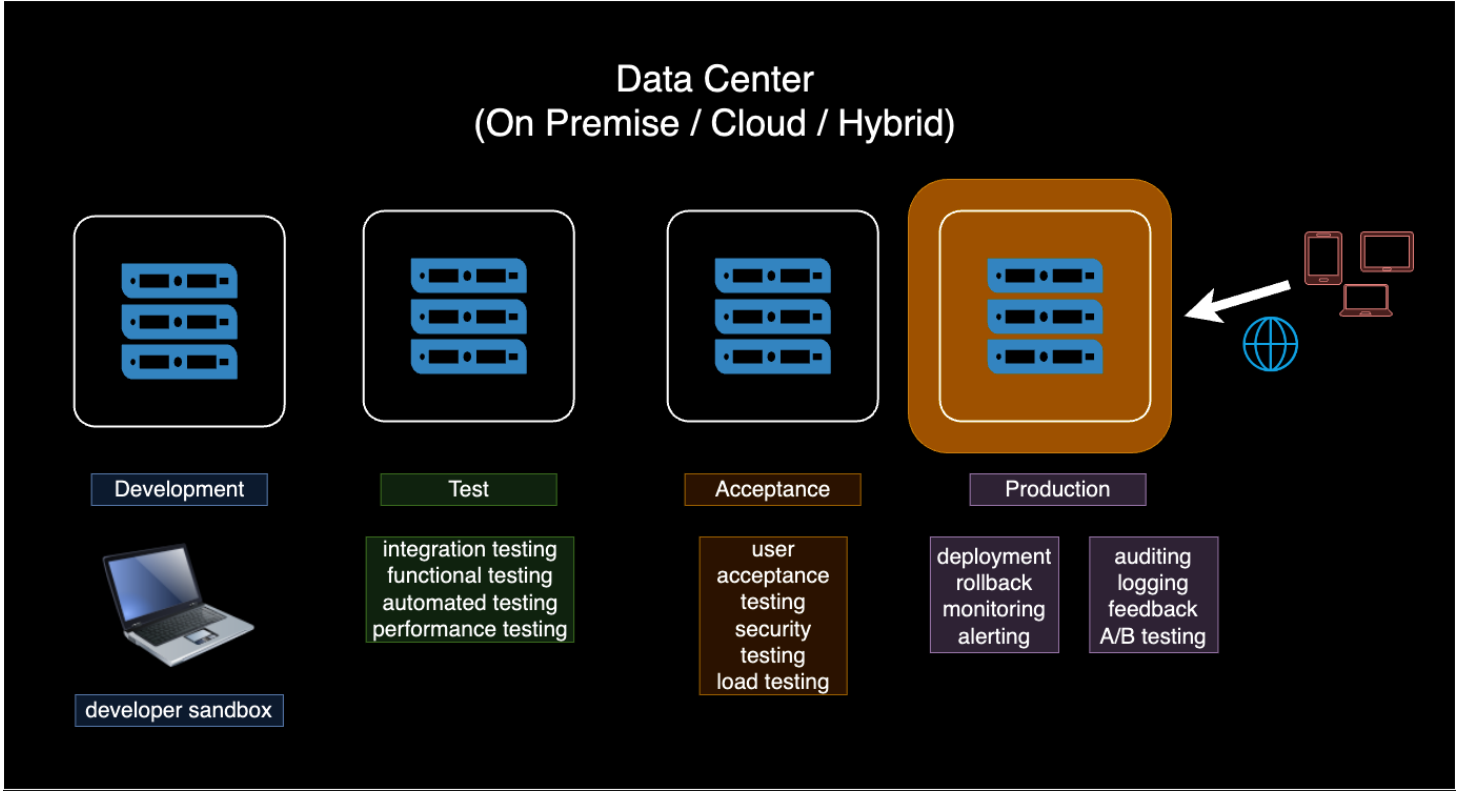 Data Center
(On Premise / Cloud / Hybrid)
Development
Test
Acceptance
Production
developer sandbox
integration testing
functional testing
automated testing
performance testing
user
acceptance
testing
security
testing
load testing
deployment
rollback
monitoring
alerting
auditing
logging
feedback
A/B testing